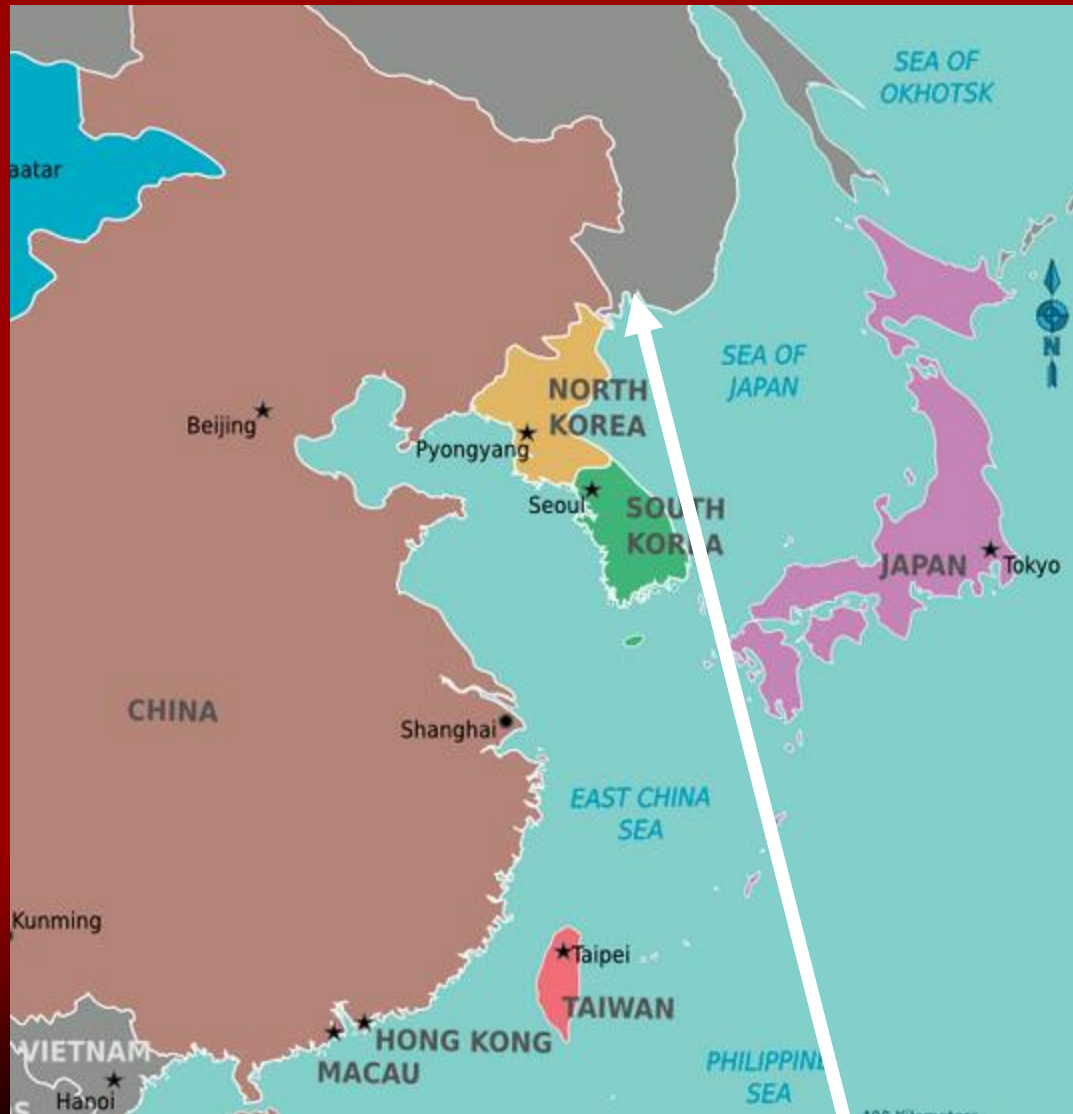 SEA OF
OKHOTSK
aatar
SEA OF
JAPAN
N
NORTH
KOREA
Beijing
Pyongyang
Seoul
SOUTH
JAPAN
Tokyo
CHINA
Shanghai
EAST CHINA
SEA
Kunming
Taipei
TAIWAN
HONG KONG
MACAU
VIETNAM
Hanoi
S
PHILIPPINE
SEA